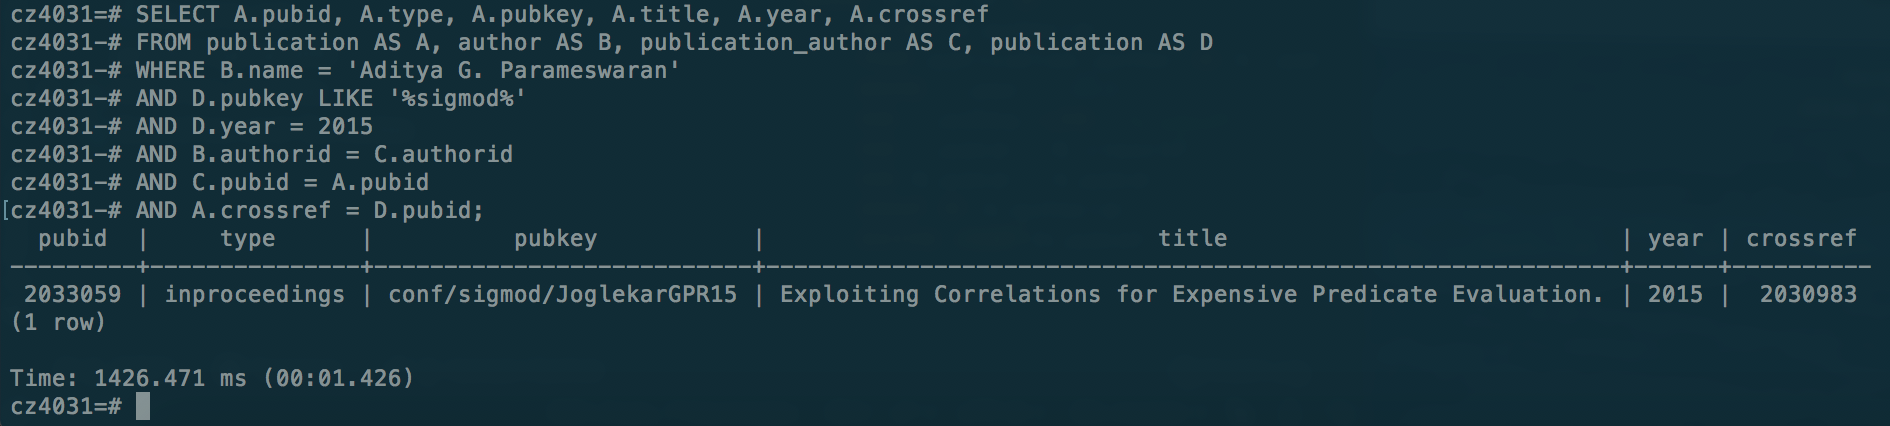 cz4031=# SELECT A.pubid, A.type, A.pubkey, A.title, A.year, A.crossref
cz4031-# FROM publication AS A, author AS B, publication_author AS C, publication AS D
cz4031-# WHERE B.name = 'Aditya G. Parameswaran'
cz4031-# AND D.pubkey LIKE '%sigmod%'
cz4031-# AND D.year = 2015
cz4031-# AND B.authorid = C.authorid
cz4031-# AND C.pubid = A.pubid
[cz4031-# AND A.crossref = D.pubid;
  pubid  |     type      |          pubkey           |                            title                            | year | crossref
---------+---------------+---------------------------+-------------------------------------------------------------+------+----------
 2033059 | inproceedings | conf/sigmod/JoglekarGPR15 | Exploiting Correlations for Expensive Predicate Evaluation. | 2015 |  2030983
(1 row)
Time: 1426.471 ms (00:01.426)
cz4031=#